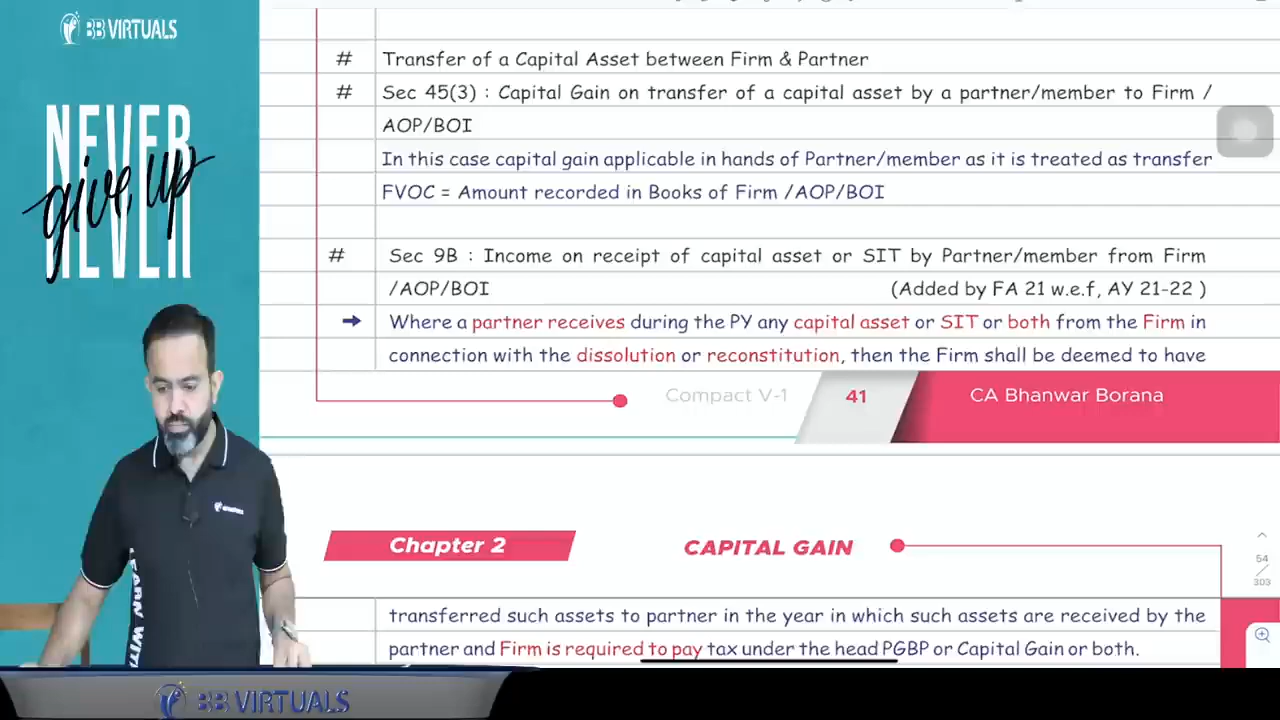 BB VIRTUALS
NEVER
give up
NEVER
# Transfer of a Capital Asset between Firm & Partner
# Sec 45(3) : Capital Gain on transfer of a capital asset by a partner/member to Firm /
AOP/BOI
In this case capital gain applicable in hands of Partner/member as it is treated as transfer
FVOC = Amount recorded in Books of Firm /AOP/BOI
# Sec 9B : Income on receipt of capital asset or SIT by Partner/member from Firm
/AOP/BOI (Added by FA 21 w.e.f, AY 21-22 )
Where a partner receives during the PY any capital asset or SIT or both from the Firm in
connection with the dissolution or reconstitution, then the Firm shall be deemed to have
Compact V-1 41 CA Bhanwar Borana
Chapter 2 CAPITAL GAIN
54
303
transferred such assets to partner in the year in which such assets are received by the
partner and Firm is required to pay tax under the head PGBP or Capital Gain or both.
LEARN WITH
BB VIRTUALS